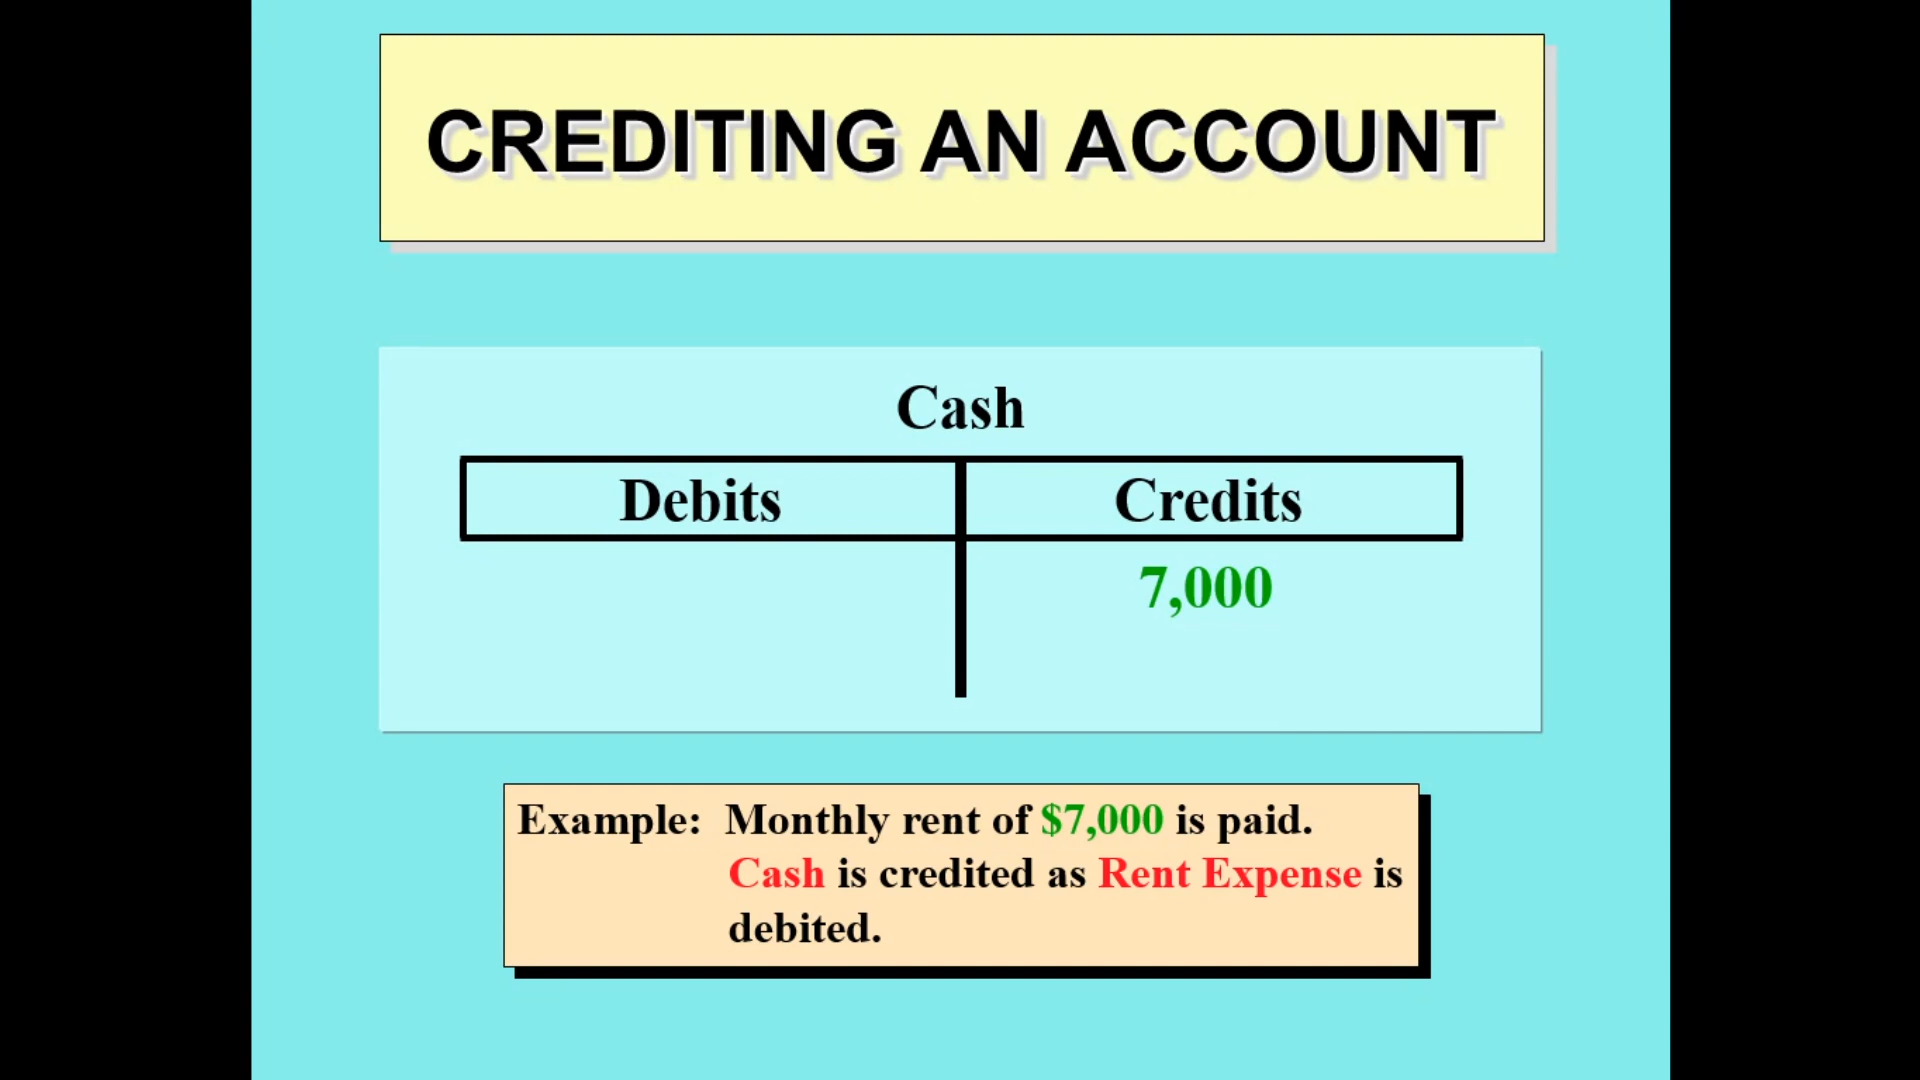 CREDITING AN ACCOUNT
Cash
Debits Credits
7,000
Example: Monthly rent of $7,000 is paid.
Cash is credited as Rent Expense is
debited.